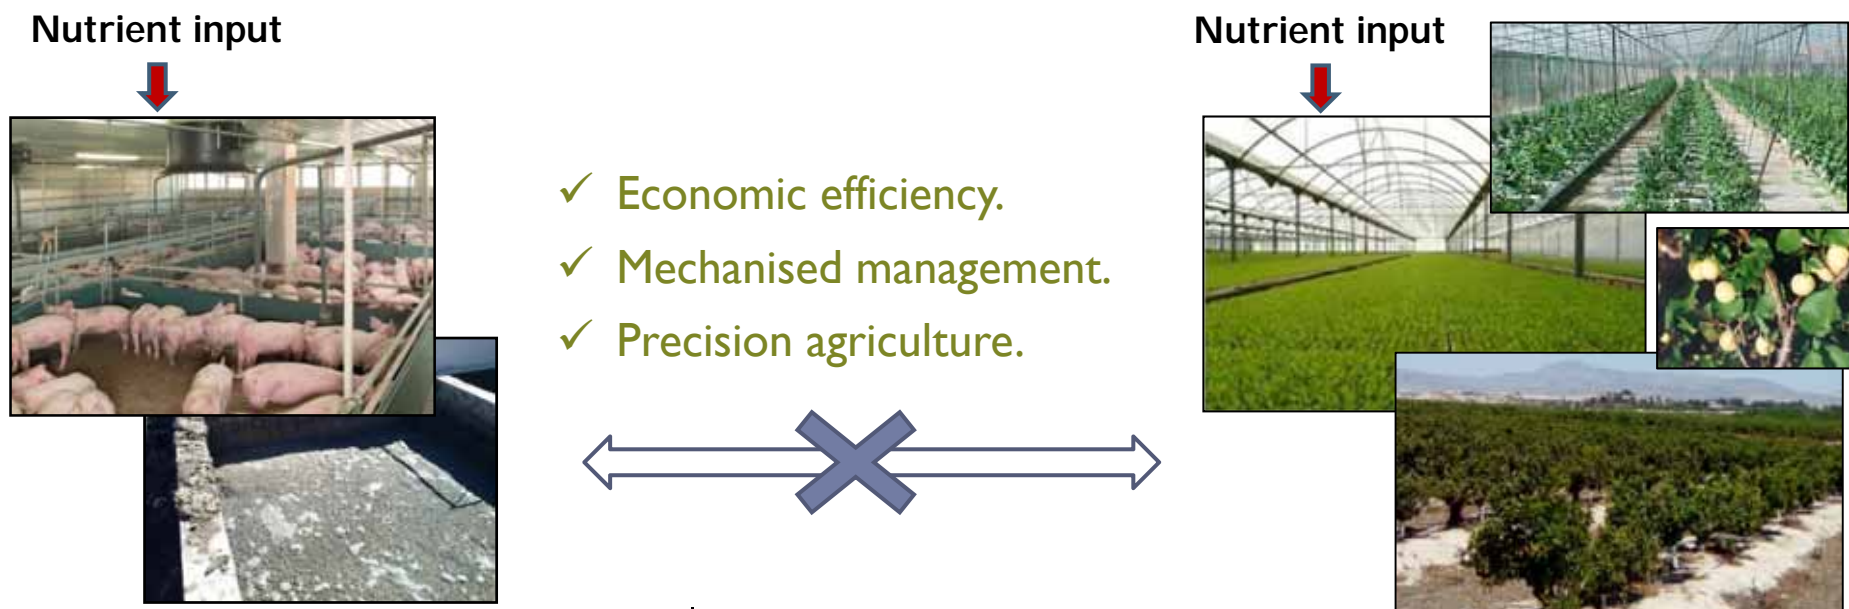 Nutrient input
Nutrient input
✓ Economic efficiency.
✓ Mechanised management.
✓ Precision agriculture.